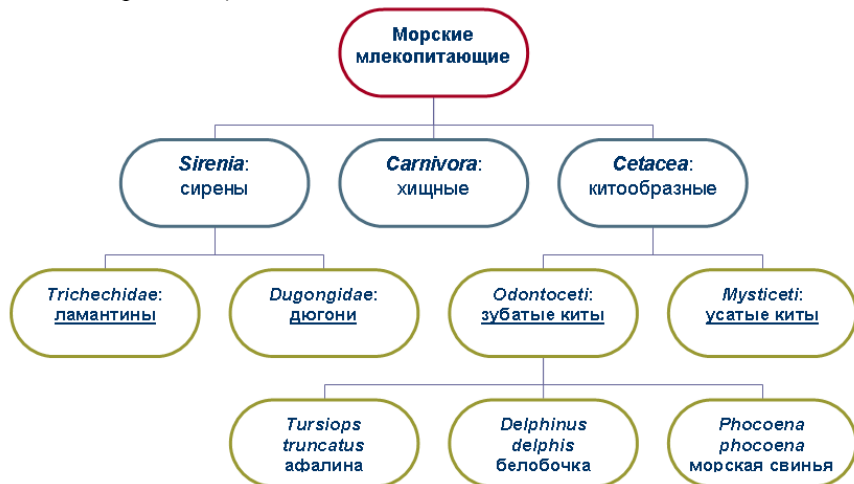 Морские
млекопитающие
Sirenia:
сирены
Carnivora:
хищные
Cetacea:
китообразные
Trichechidae:
ламантины
Dugongidae:
дюгони
Odontoceti:
зубатые киты
Mysticeti:
усатые киты
Tursiops
truncatus
афалина
Delphinus
delphis
белобочка
Phocoena
phocoena
морская свинья